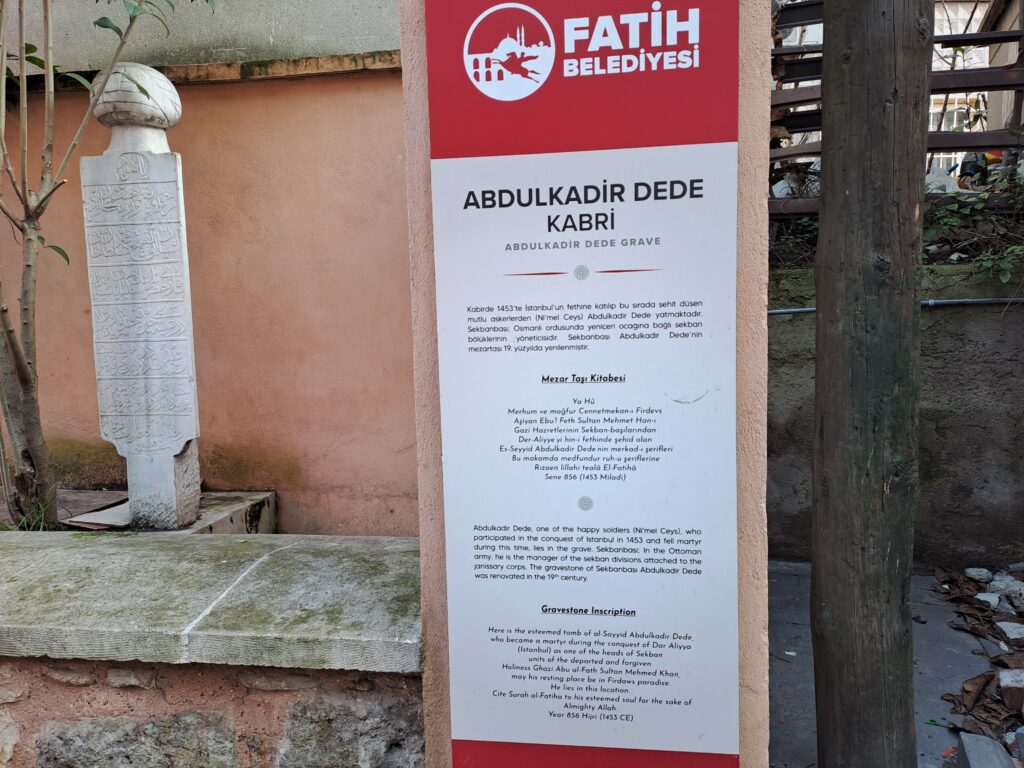 FATİH
BELEDİYESİ
ABDULKADİR DEDE
KABRİ
ABDULKADİR DEDE GRAVE
Kabirde 1453'te İstanbul'un fethine katılıp bu sırada şehit düşen
mutlu askerlerden (Ni'mel Ceys) Abdulkadir Dede yatmaktadır.
Sekbanbası; Osmanlı ordusunda yeniceri ocağına bağlı sekban
bölüklerinin yöneticisidir. Sekbanbası Abdulkadir Dede'nin
mezartası 19. yüzyılda yenilenmiştir.
Mezar Taşı Kitabesi
Ya Hû
Merhum ve mağfur Cennetmekan-ı Firdevs
Aşiyan Ebu'l Feth Sultan Mehmet Han-ı
Gazi Hazretlerinin Sekban-başılarından
Der-Aliyye'yi hin-i fethinde şehid olan
Es-Seyyid Abdulkadir Dede'nin merkad-ı şerifleri
Bu makamda medfundur ruh-u şeriflerine
Rızaen lillahi tealâ El-Fatihâ
Sene 856 (1453 Miladi)
Abdulkadir Dede, one of the happy soldiers (Ni'mel Ceys), who
participated in the conquest of Istanbul in 1453 and fell martyr
during this time, lies in the grave. Sekbanbası; In the Ottoman
army, he is the manager of the sekban divisions attached to the
janissary corps. The gravestone of Sekbanbası Abdulkadir Dede
was renovated in the 19th century.
Gravestone Inscription
Here is the esteemed tomb of al-Sayyid Abdulkadir Dede,
who became a martyr during the conquest of Dar Aliyya
(Istanbul) as one of the heads of Sekban
units of the departed and forgiven
Holiness Ghazi Abu al-Fath Sultan Mehmed Khan,
may his resting place be in Firdaws paradise.
He lies in this location...
Cite Surah al-Fatiha to his esteemed soul for the sake of
Almighty Allah.
Year 856 Hijri (1453 CE)